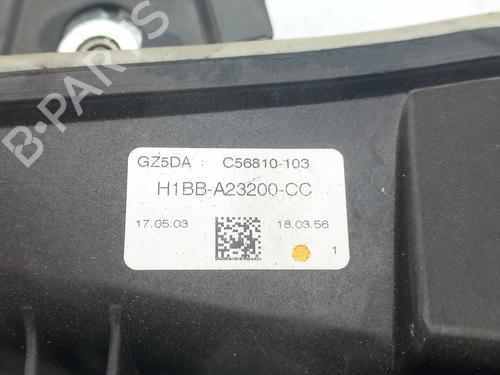 B-PARTS
GZ5DA C56810-103
H1BB-A23200-CC
17.05.03 18.03.56
1